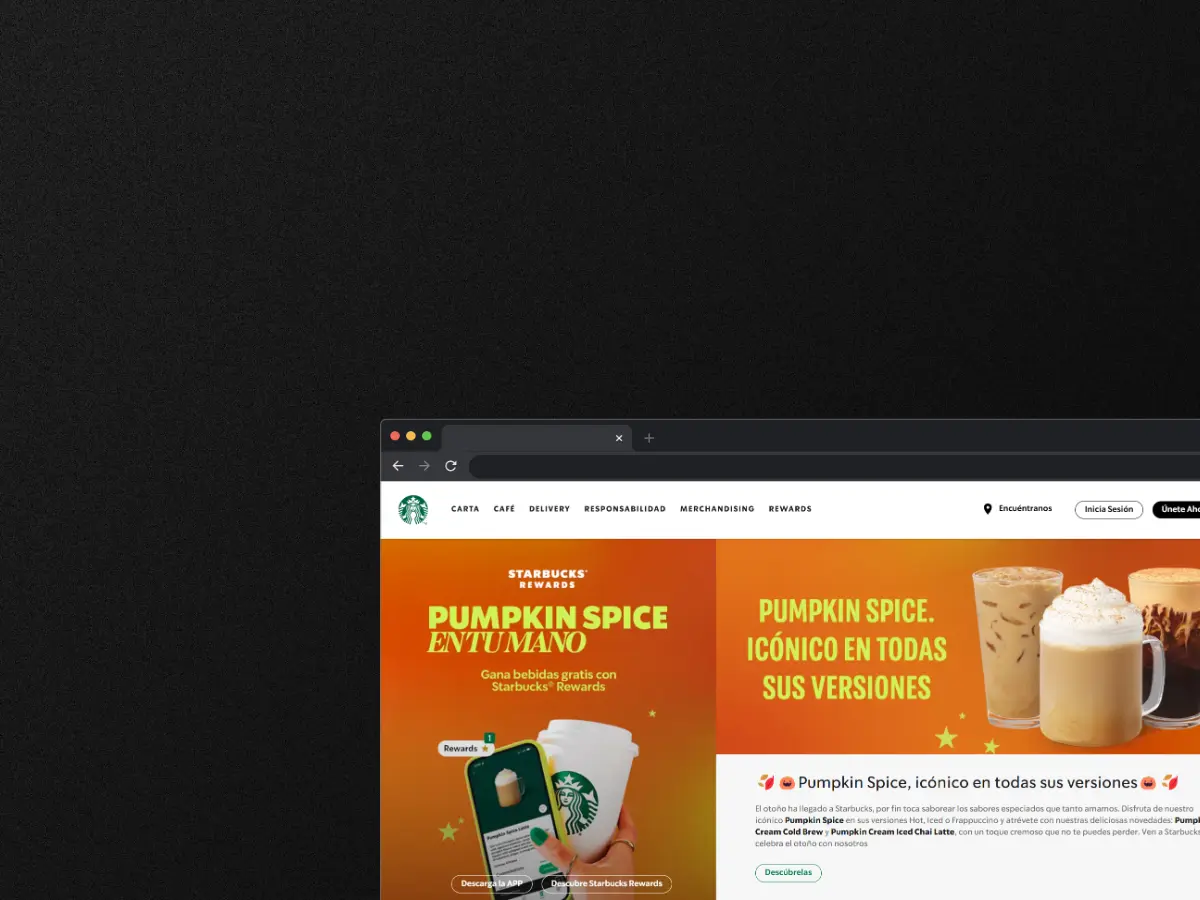 CARTA CAFÉ DELIVERY RESPONSABILIDAD MERCHANDISING REWARDS
Encuéntranos
Inicia Sesión
Únete Aho
STARBUCKS®
REWARDS
PUMPKIN SPICE
EN TU MANO
Gana bebidas gratis con
Starbucks® Rewards
Rewards
1
Pumpkin Spice Latte
Descarga la APP
Descubre Starbucks Rewards
PUMPKIN SPICE.
ICÓNICO EN TODAS
SUS VERSIONES
Pumpkin Spice, icónico en todas sus versiones
El otoño ha llegado a Starbucks, por fin toca saborear los sabores especiados que tanto amamos. Disfruta de nuestro
icónico Pumpkin Spice en sus versiones Hot, Iced o Frappuccino y atrévete con nuestras deliciosas novedades: Pumpk
Cream Cold Brew y Pumpkin Cream Iced Chai Latte, con un toque cremoso que no te puedes perder. Ven a Starbucks
celebra el otoño con nosotros
Descúbrelas